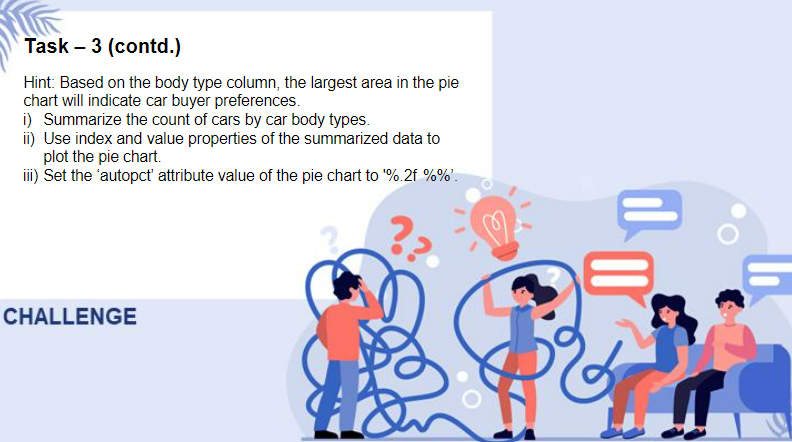 Task – 3 (contd.)
Hint: Based on the body type column, the largest area in the pie
chart will indicate car buyer preferences.
i) Summarize the count of cars by car body types.
ii) Use index and value properties of the summarized data to
plot the pie chart.
iii) Set the ‘autopct’ attribute value of the pie chart to '%.2f %%’.
? ?
? ?
CHALLENGE